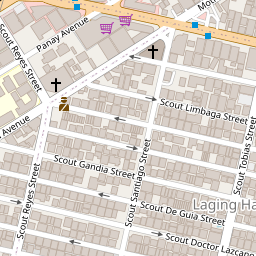 Panay Avenue
Scout Reyes Street
Scout Limbaga Street
Avenue
Scout Gandia Street
Scout Santiago Street
Scout Tobias Street
Scout Reyes Street
Laging Ha
Scout De Guia Street
Scout Doctor Lazcano